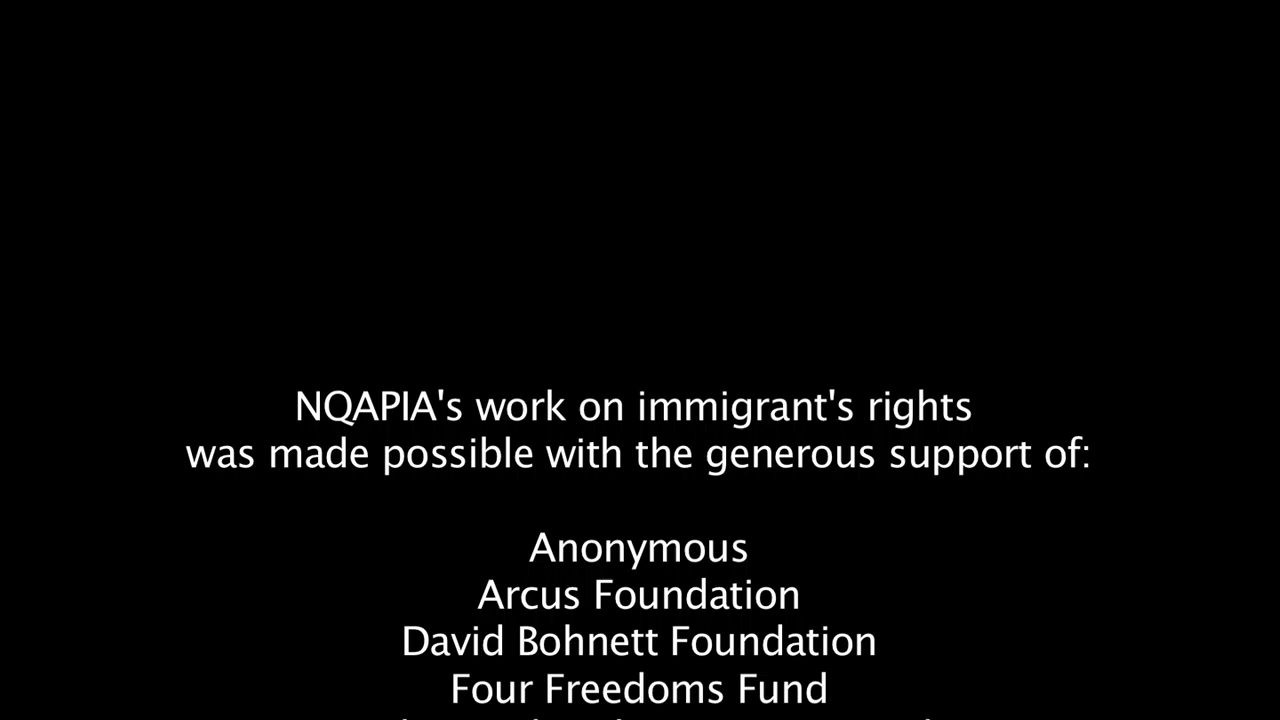 NQAPIA's work on immigrant's rights
was made possible with the generous support of:
Anonymous
Arcus Foundation
David Bohnett Foundation
Four Freedoms Fund